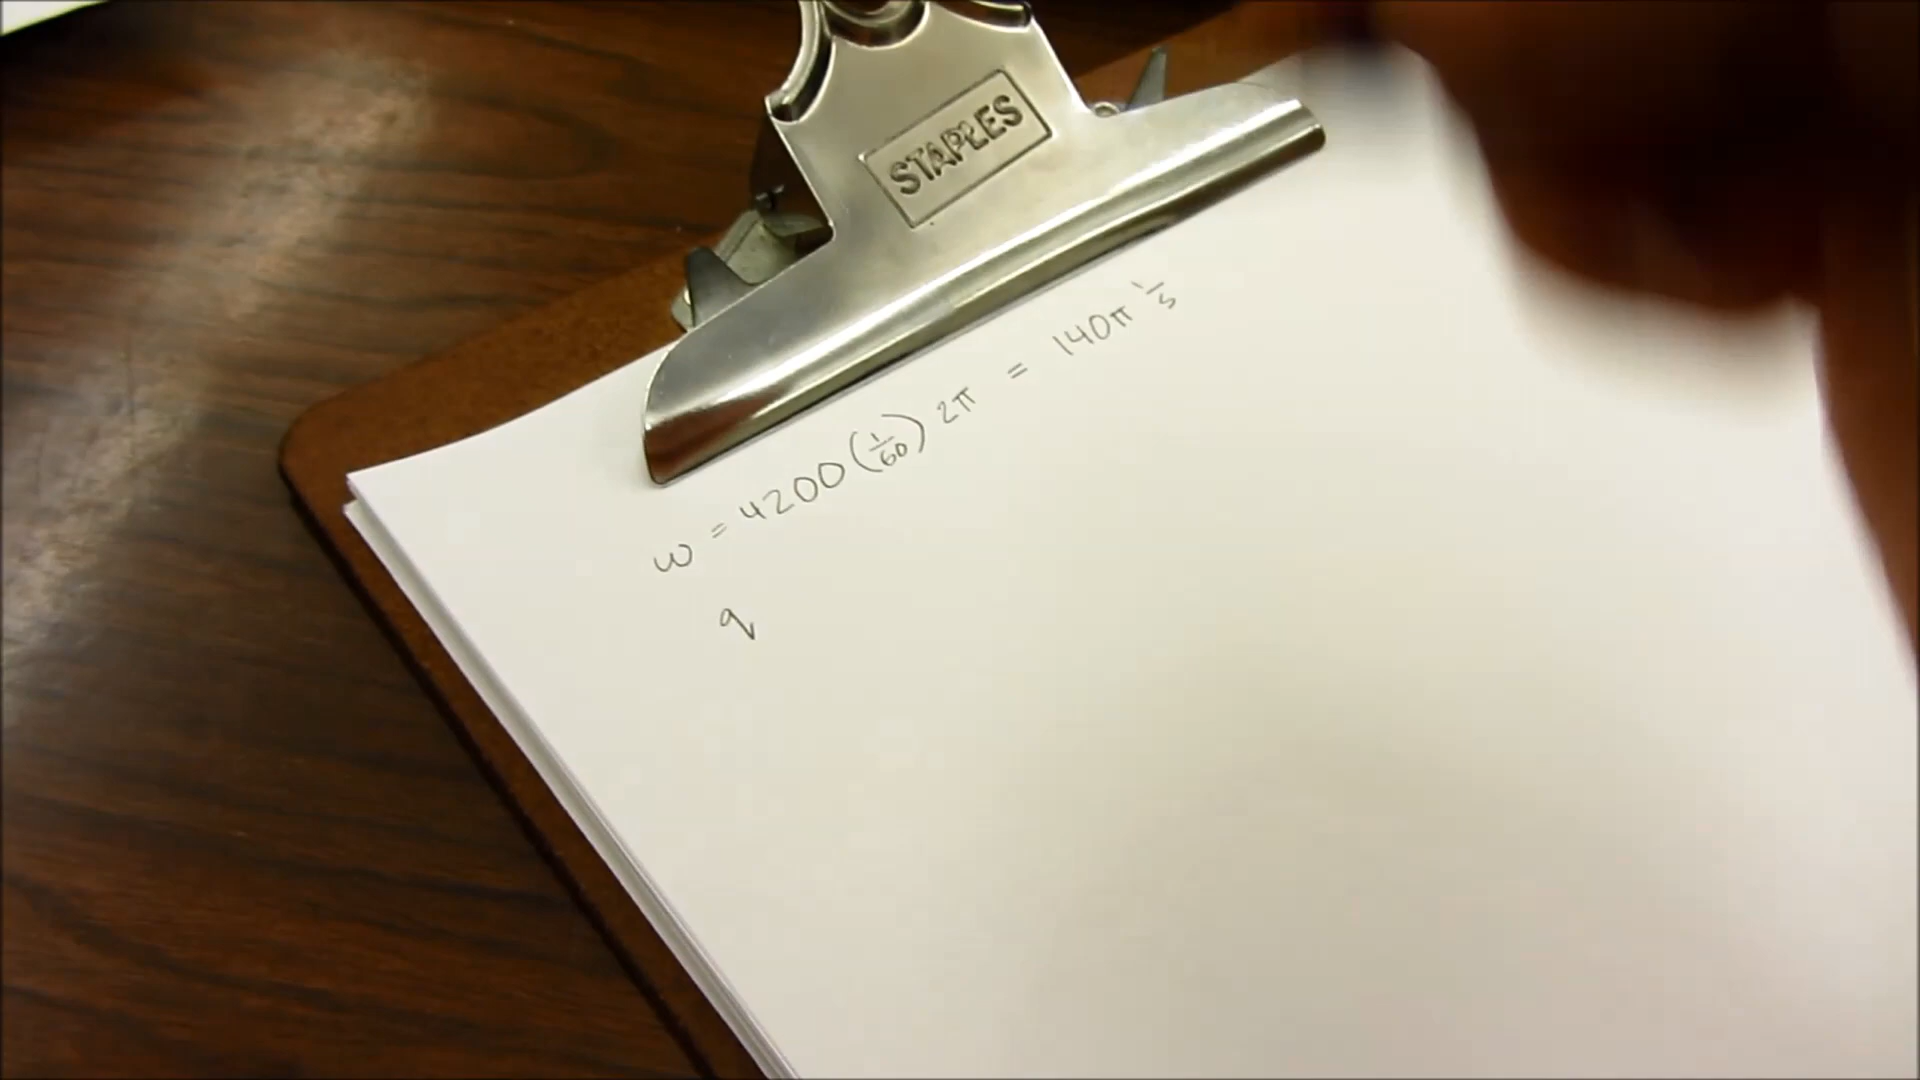 STAPLES
ω = 4200 (1/60) 2π = 140π 1/s
q